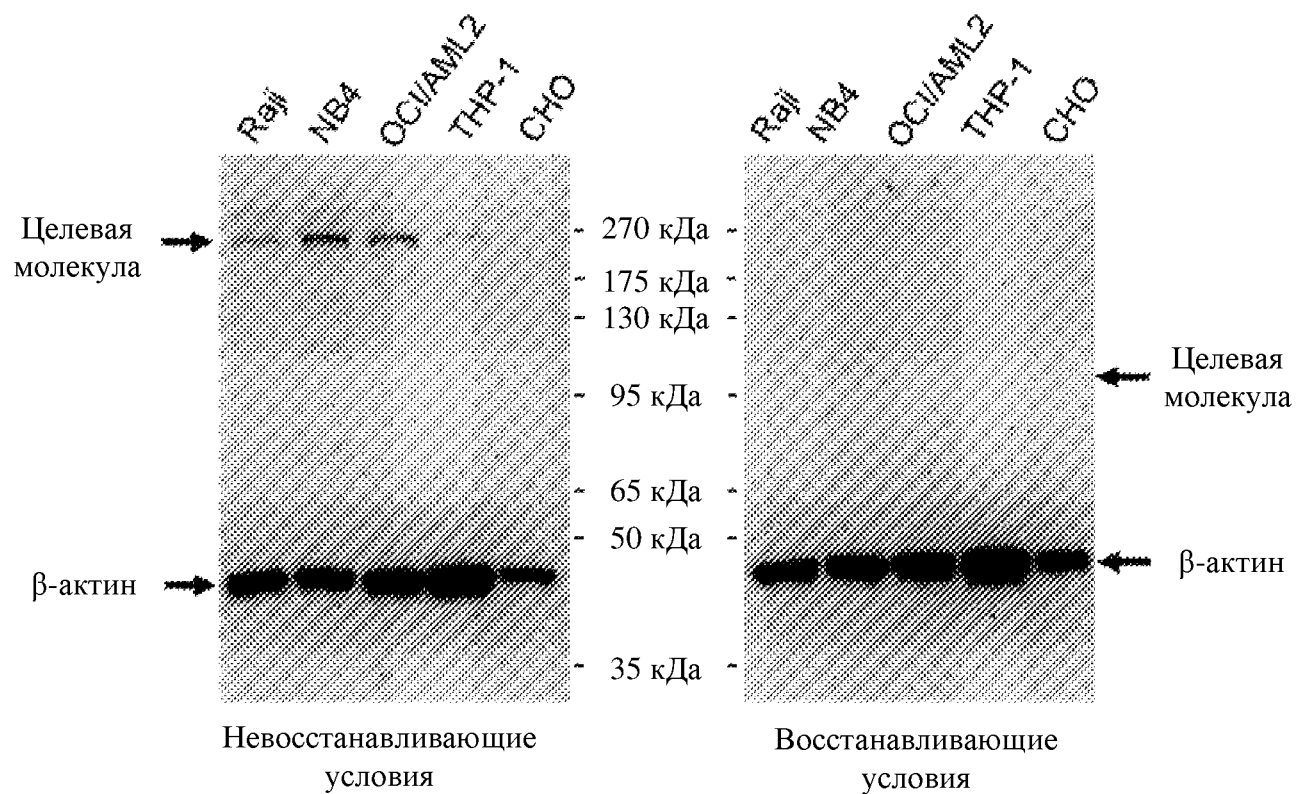 Raji NB4 OCI/AML2 THP-1 CHO
Raji NB4 OCI/AML2 THP-1 CHO
Целевая
молекула
270 кДа
175 кДа
130 кДа
95 кДа
65 кДа
50 кДа
35 кДа
Целевая
молекула
β-актин
β-актин
Невосстанавливающие
условия
Восстанавливающие
условия